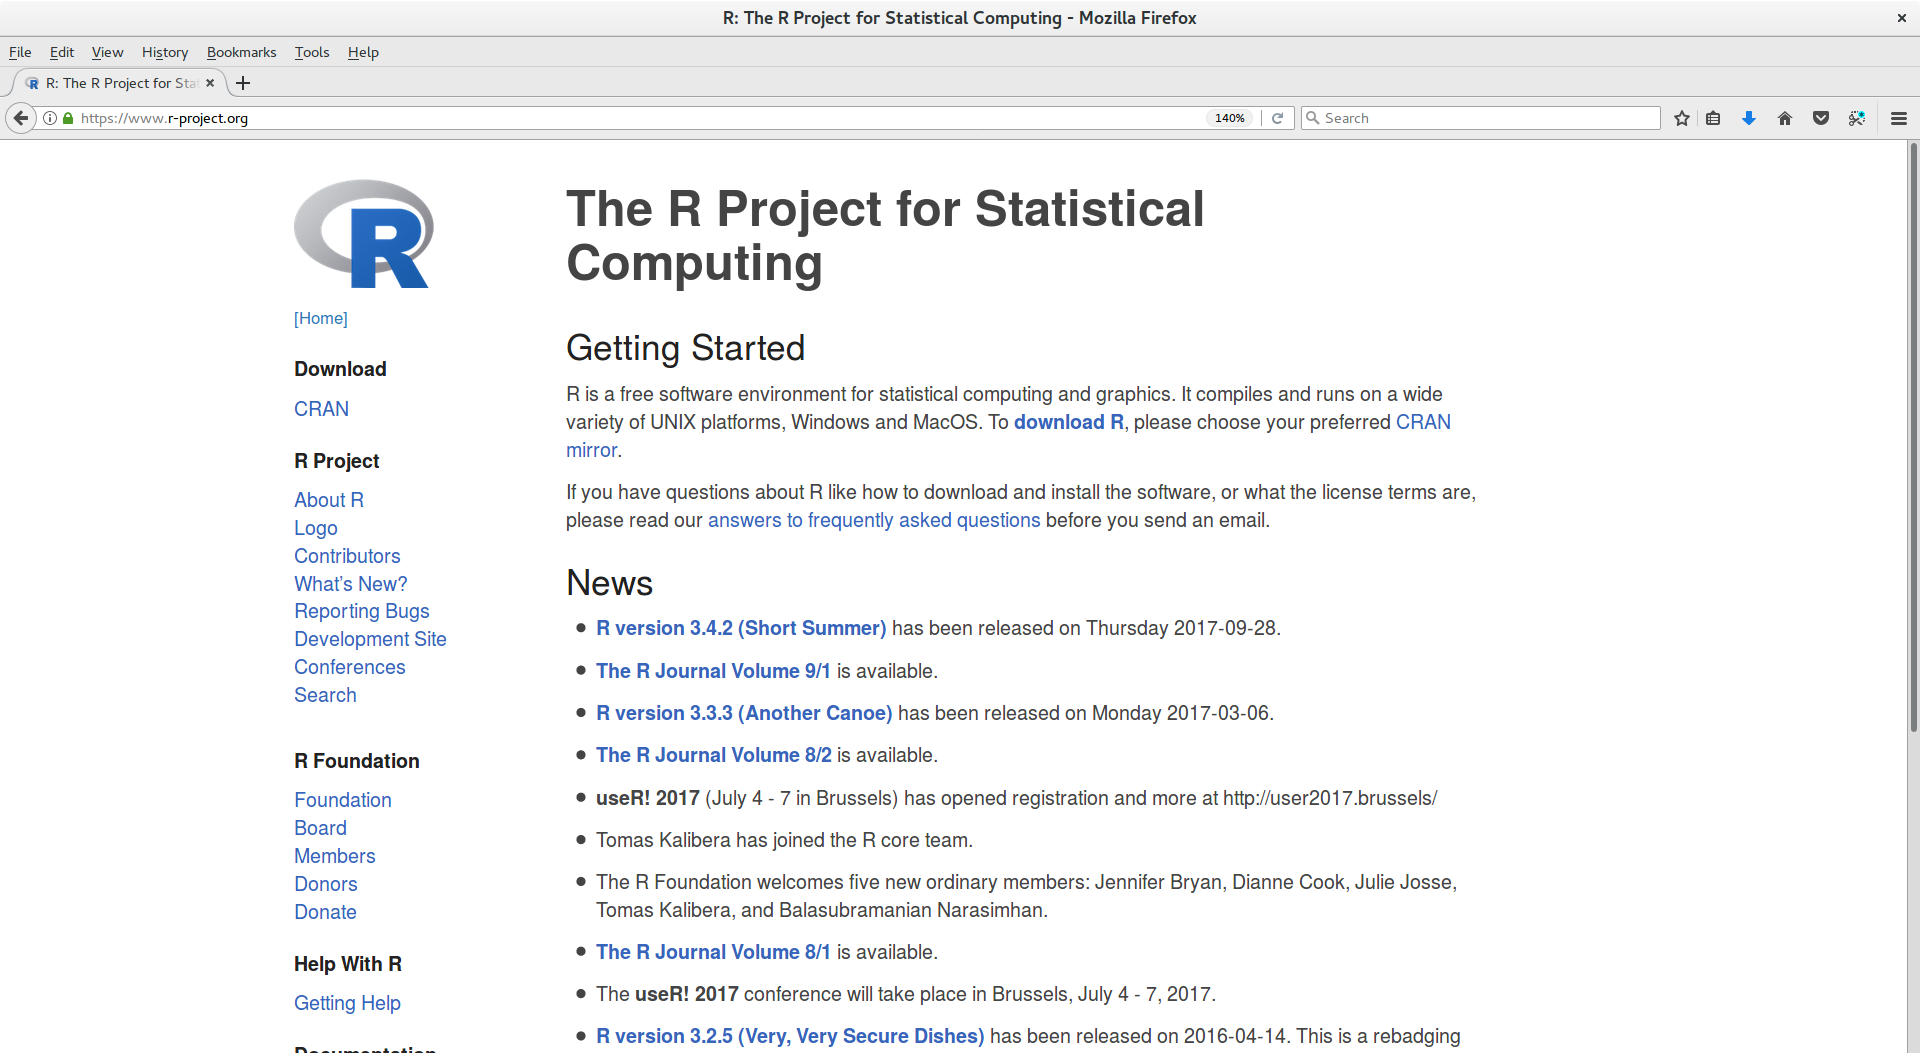 R: The R Project for Statistical Computing - Mozilla Firefox
File Edit View History Bookmarks Tools Help
R: The R Project for Sta
https://www.r-project.org 140% Search
R
The R Project for Statistical
Computing
[Home]
Download
CRAN
R Project
About R
Logo
Contributors
What's New?
Reporting Bugs
Development Site
Conferences
Search
R Foundation
Foundation
Board
Members
Donors
Donate
Help With R
Getting Help
Documentation
Getting Started
R is a free software environment for statistical computing and graphics. It compiles and runs on a wide
variety of UNIX platforms, Windows and MacOS. To download R, please choose your preferred CRAN
mirror.
If you have questions about R like how to download and install the software, or what the license terms are,
please read our answers to frequently asked questions before you send an email.
News
R version 3.4.2 (Short Summer) has been released on Thursday 2017-09-28.
The R Journal Volume 9/1 is available.
R version 3.3.3 (Another Canoe) has been released on Monday 2017-03-06.
The R Journal Volume 8/2 is available.
useR! 2017 (July 4 - 7 in Brussels) has opened registration and more at http://user2017.brussels/
Tomas Kalibera has joined the R core team.
The R Foundation welcomes five new ordinary members: Jennifer Bryan, Dianne Cook, Julie Josse,
Tomas Kalibera, and Balasubramanian Narasimhan.
The R Journal Volume 8/1 is available.
The useR! 2017 conference will take place in Brussels, July 4 - 7, 2017.
R version 3.2.5 (Very, Very Secure Dishes) has been released on 2016-04-14. This is a rebadging